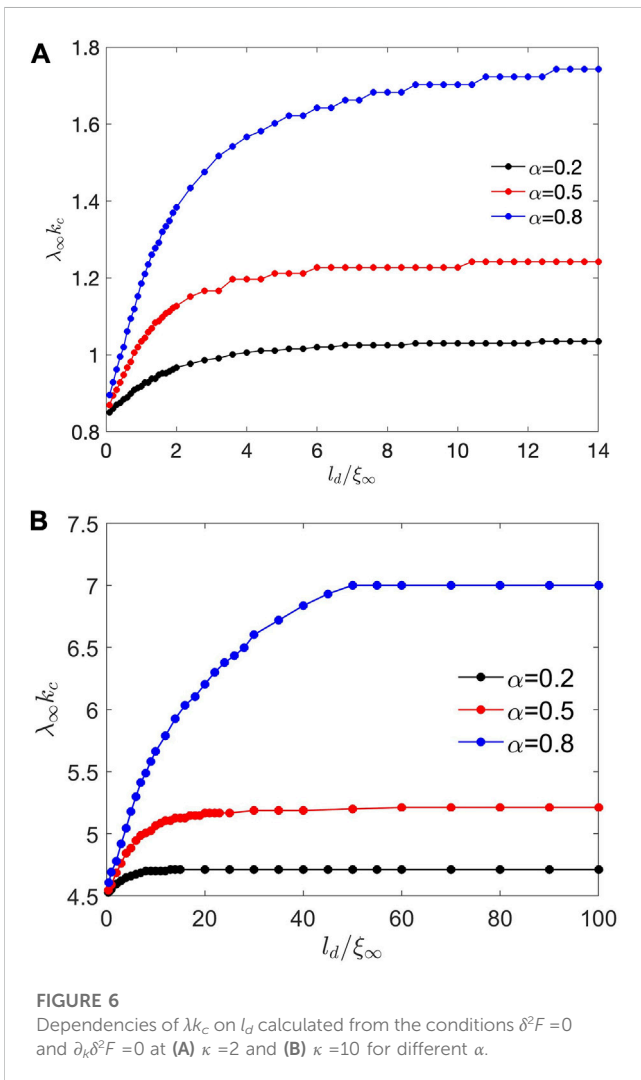 A
1.8
1.6
1.4
1.2
1
0.8
λ∞kc
α=0.2
α=0.5
α=0.8
0 2 4 6 8 10 12 14
ld/ξ∞
B
7.5
7
6.5
6
5.5
5
4.5
λ∞kc
α=0.2
α=0.5
α=0.8
0 20 40 60 80 100
ld/ξ∞
FIGURE 6
Dependencies of λkc on ld calculated from the conditions δ²F =0
and ∂kδ²F =0 at (A) κ =2 and (B) κ =10 for different α.